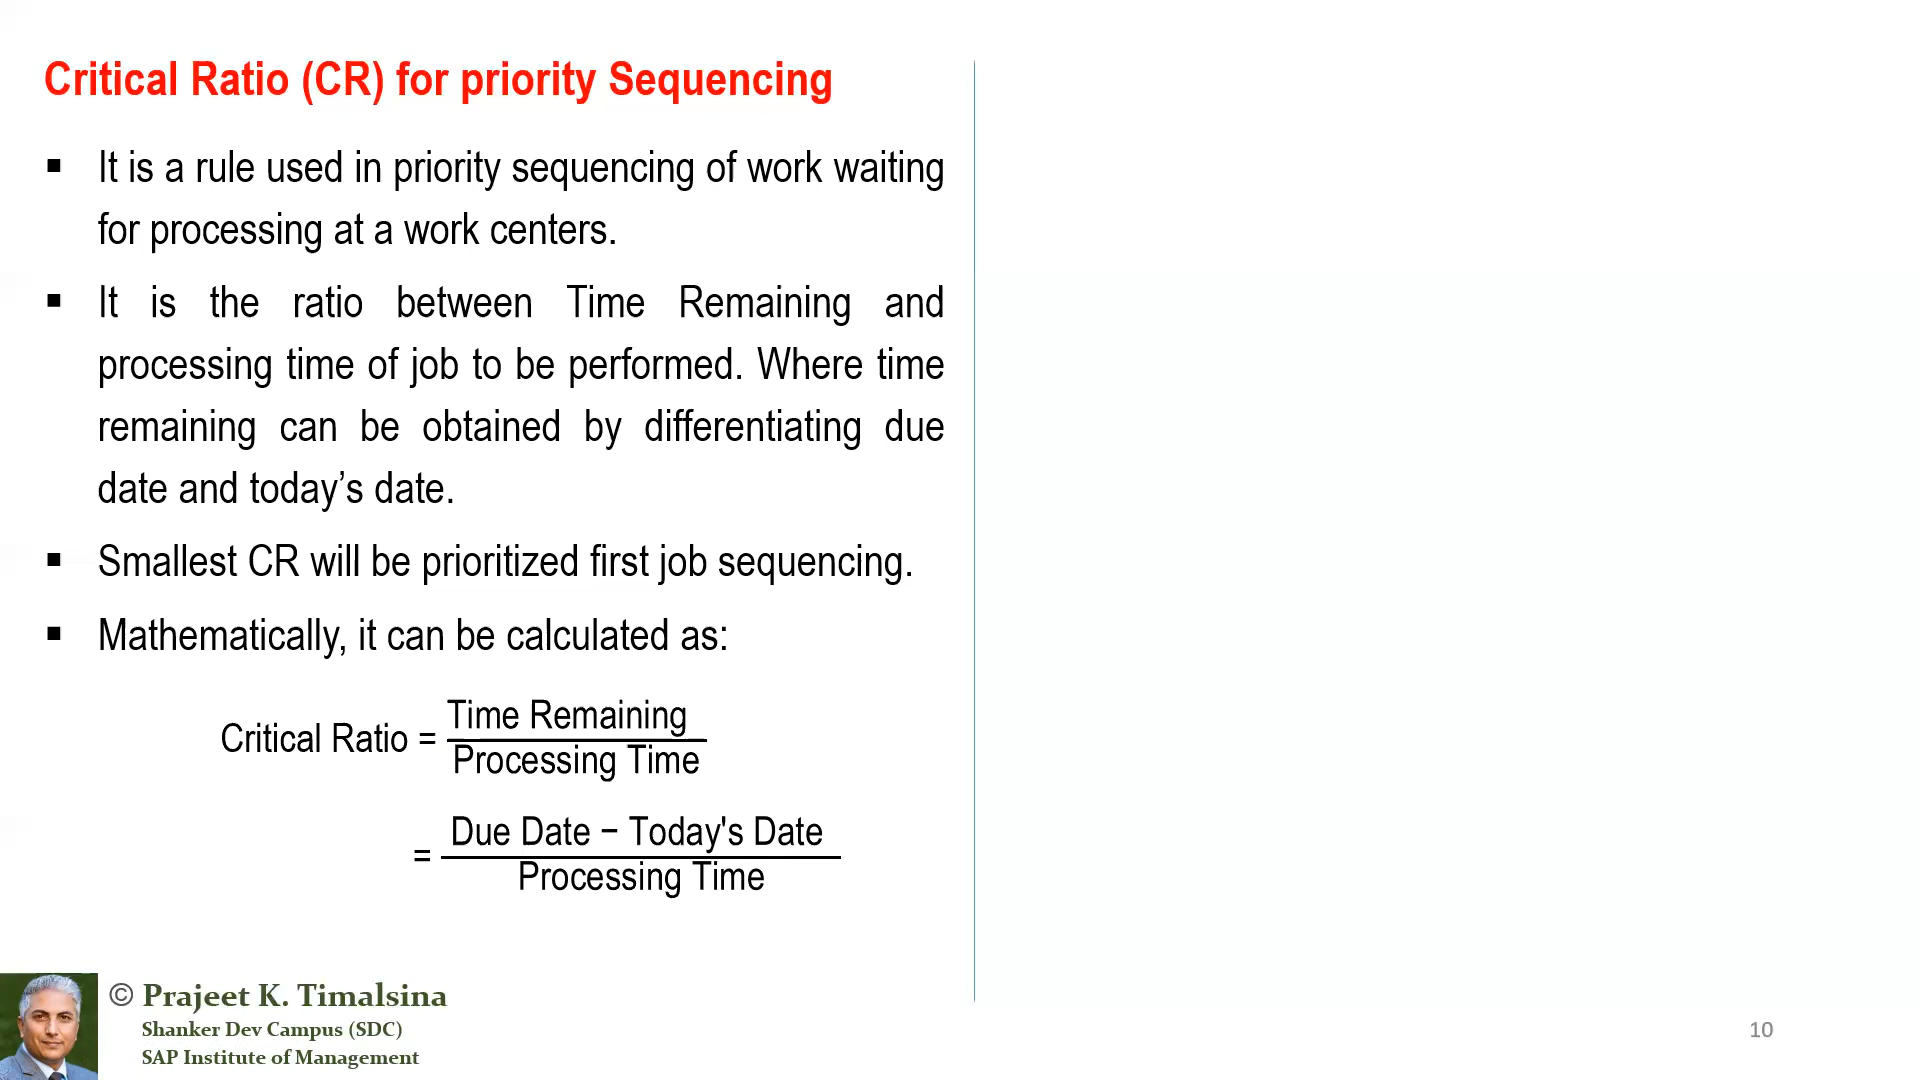 Critical Ratio (CR) for priority Sequencing
▪ It is a rule used in priority sequencing of work waiting
for processing at a work centers.
▪ It is the ratio between Time Remaining and
processing time of job to be performed. Where time
remaining can be obtained by differentiating due
date and today’s date.
▪ Smallest CR will be prioritized first job sequencing.
▪ Mathematically, it can be calculated as:
Critical Ratio = Time Remaining
Processing Time
= Due Date − Today's Date
Processing Time
© Prajeet K. Timalsina
Shanker Dev Campus (SDC)
SAP Institute of Management
10